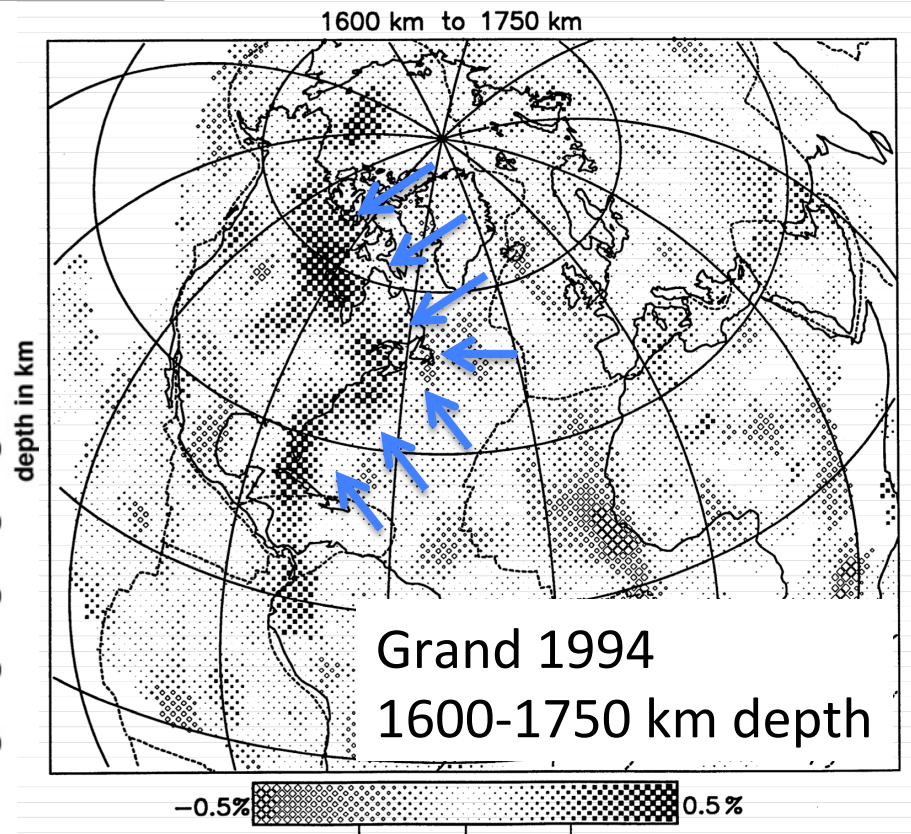 1600 km to 1750 km
depth in km
Grand 1994
1600-1750 km depth
−0.5%
0.5%